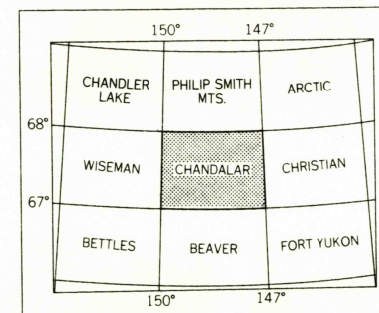 150° 147°
CHANDLER LAKE
PHILIP SMITH MTS.
ARCTIC
68°
WISEMAN
CHANDALAR
CHRISTIAN
67°
BETTLES
BEAVER
FORT YUKON
150° 147°